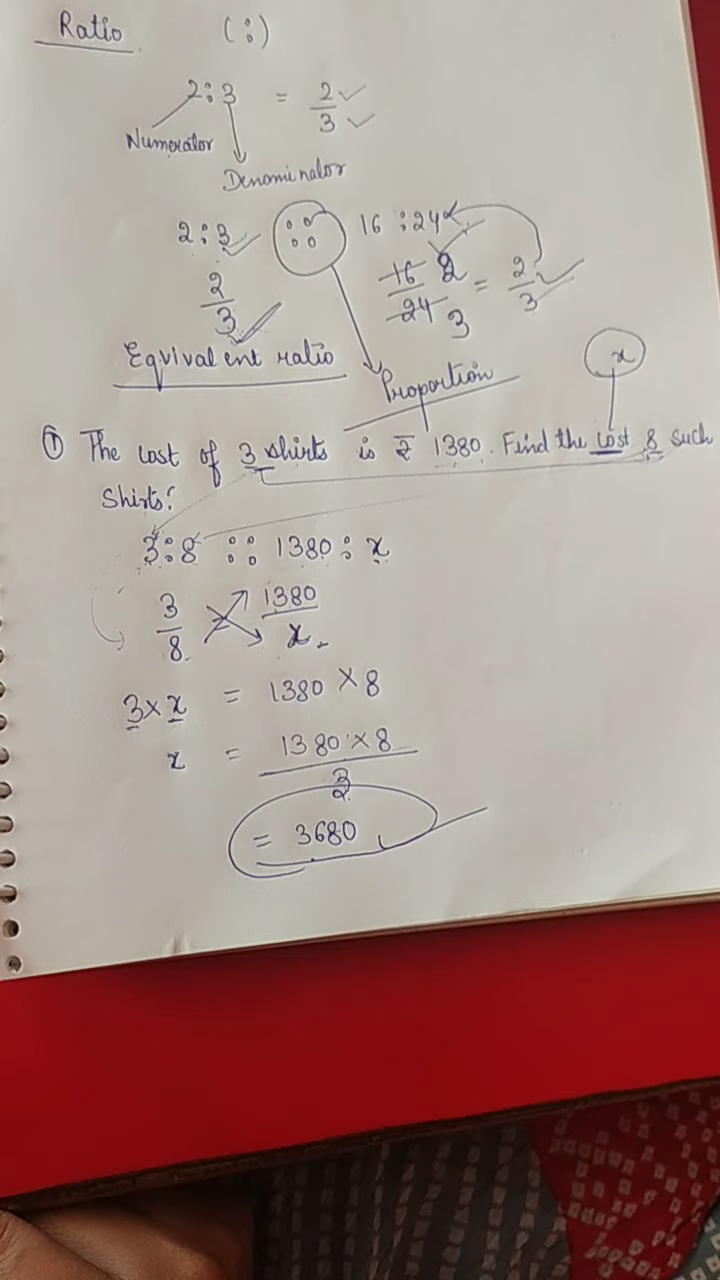 Ratio (:)
2:3 = 2/3
Numerator
Denominator
2:3 :: 16:24
2/3 16/24 2/3 = 2/3
Eqvivalent ratio
Proportion
x
① The cost of 3 shirts is ₹ 1380. Find the cost 8 such
Shirts?
3:8 :: 1380:x
3/8 1380/x
3×x = 1380×8
x = 1380×8/3
= 3680